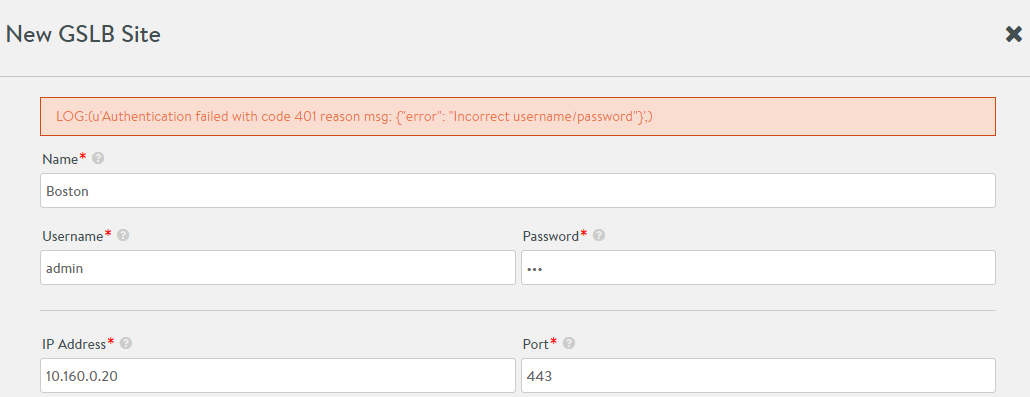 New GSLB Site
LOG:(u'Authentication failed with code 401 reason msg: {"error": "Incorrect username/password"}',)
Name*
Boston
Username* Password*
admin •••
IP Address* Port*
10.160.0.20 443